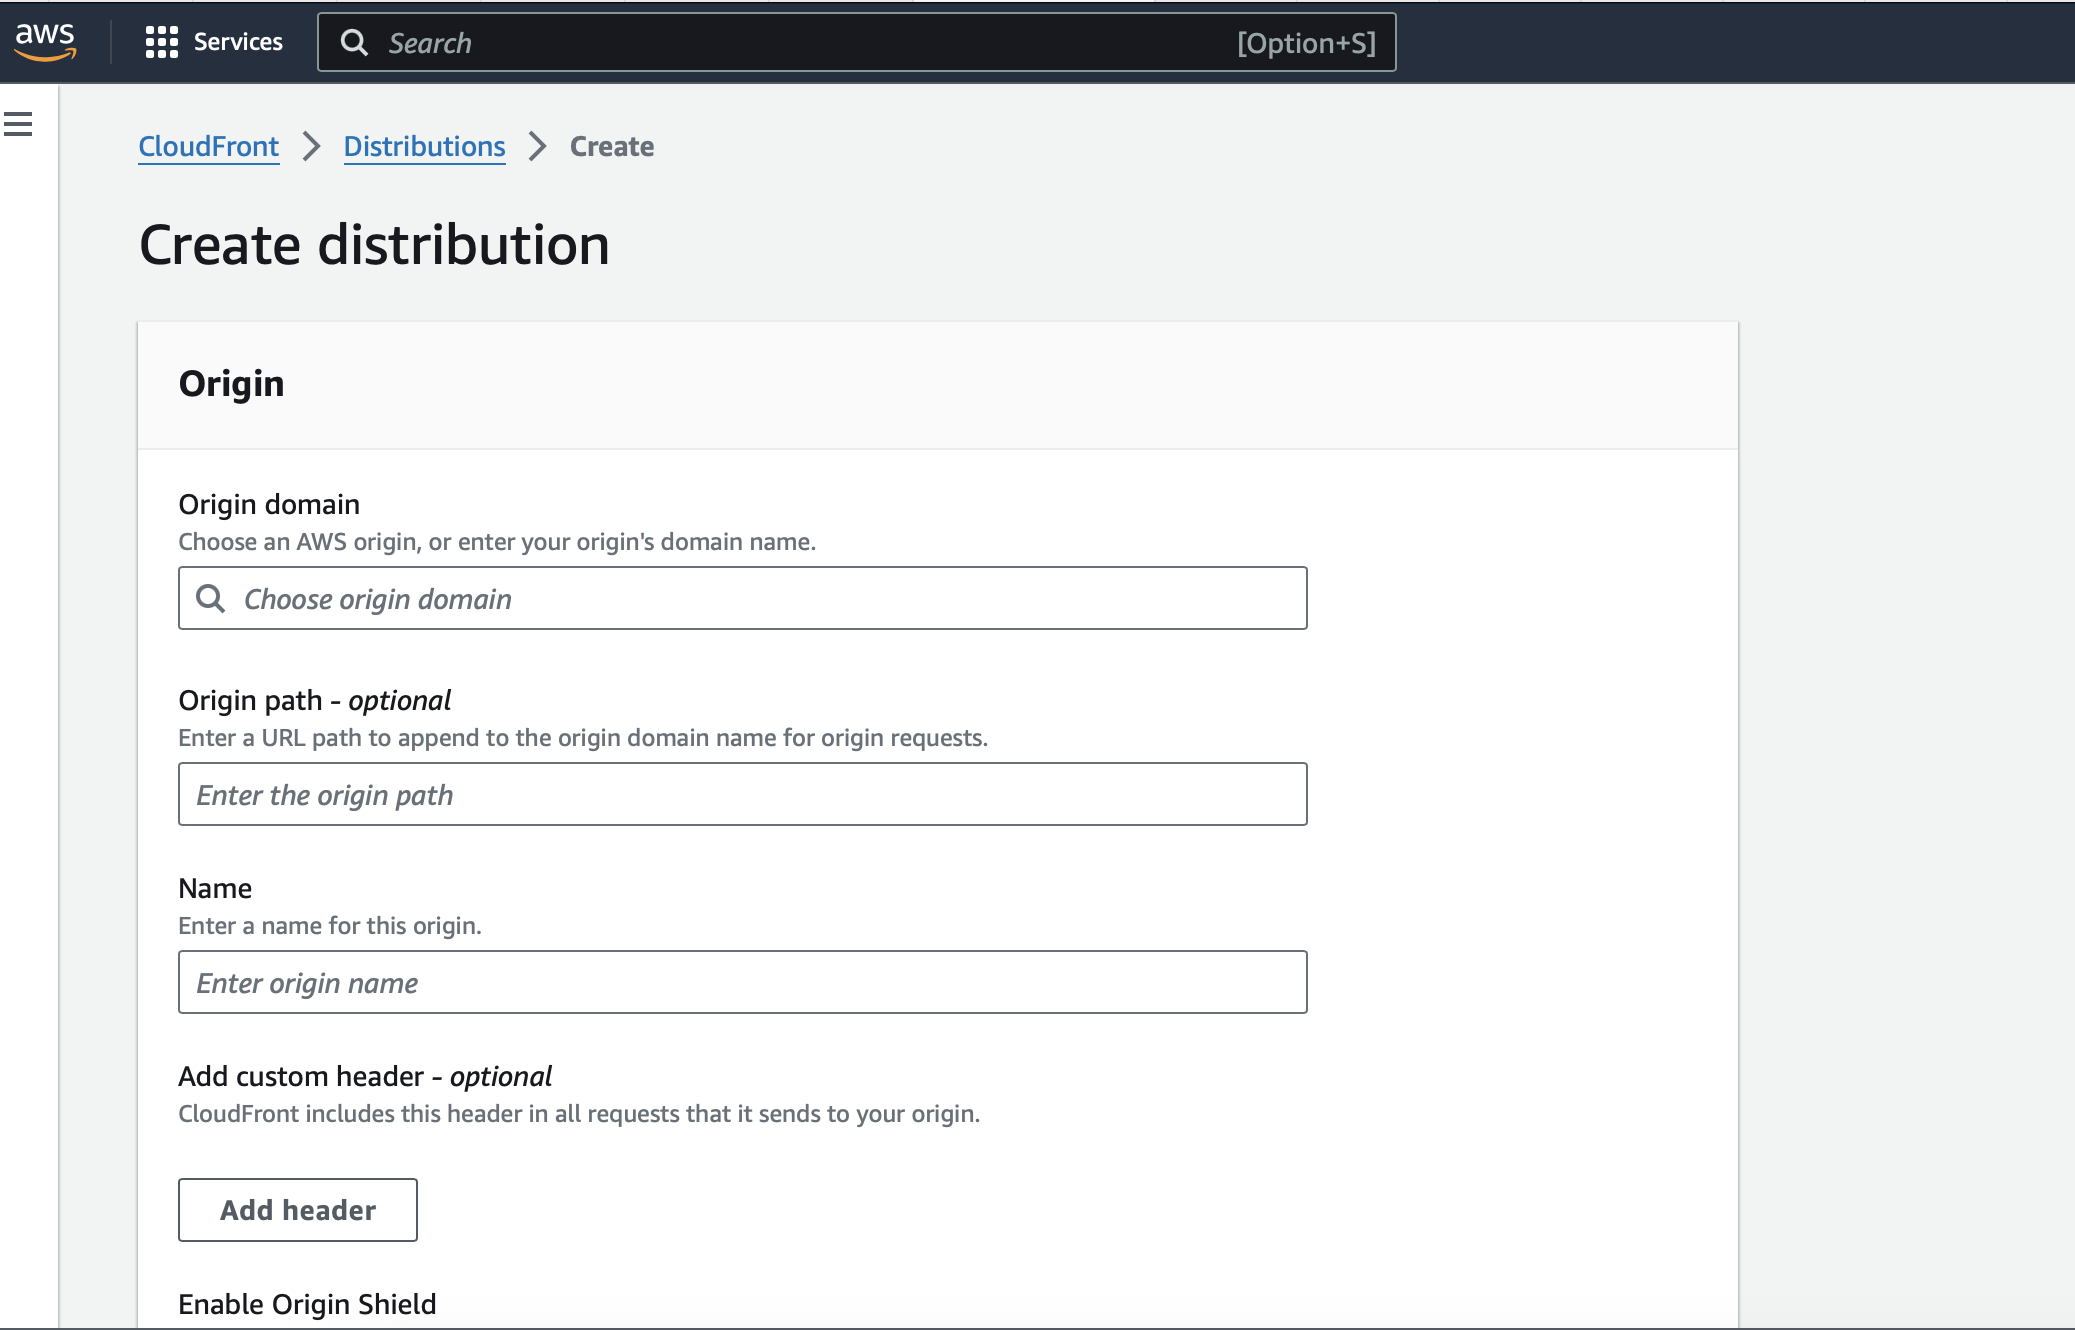 aws
Services
Search
[Option+S]
CloudFront
Distributions
Create
Create distribution
Origin
Origin domain
Choose an AWS origin, or enter your origin's domain name.
Choose origin domain
Origin path - optional
Enter a URL path to append to the origin domain name for origin requests.
Enter the origin path
Name
Enter a name for this origin.
Enter origin name
Add custom header - optional
CloudFront includes this header in all requests that it sends to your origin.
Add header
Enable Origin Shield